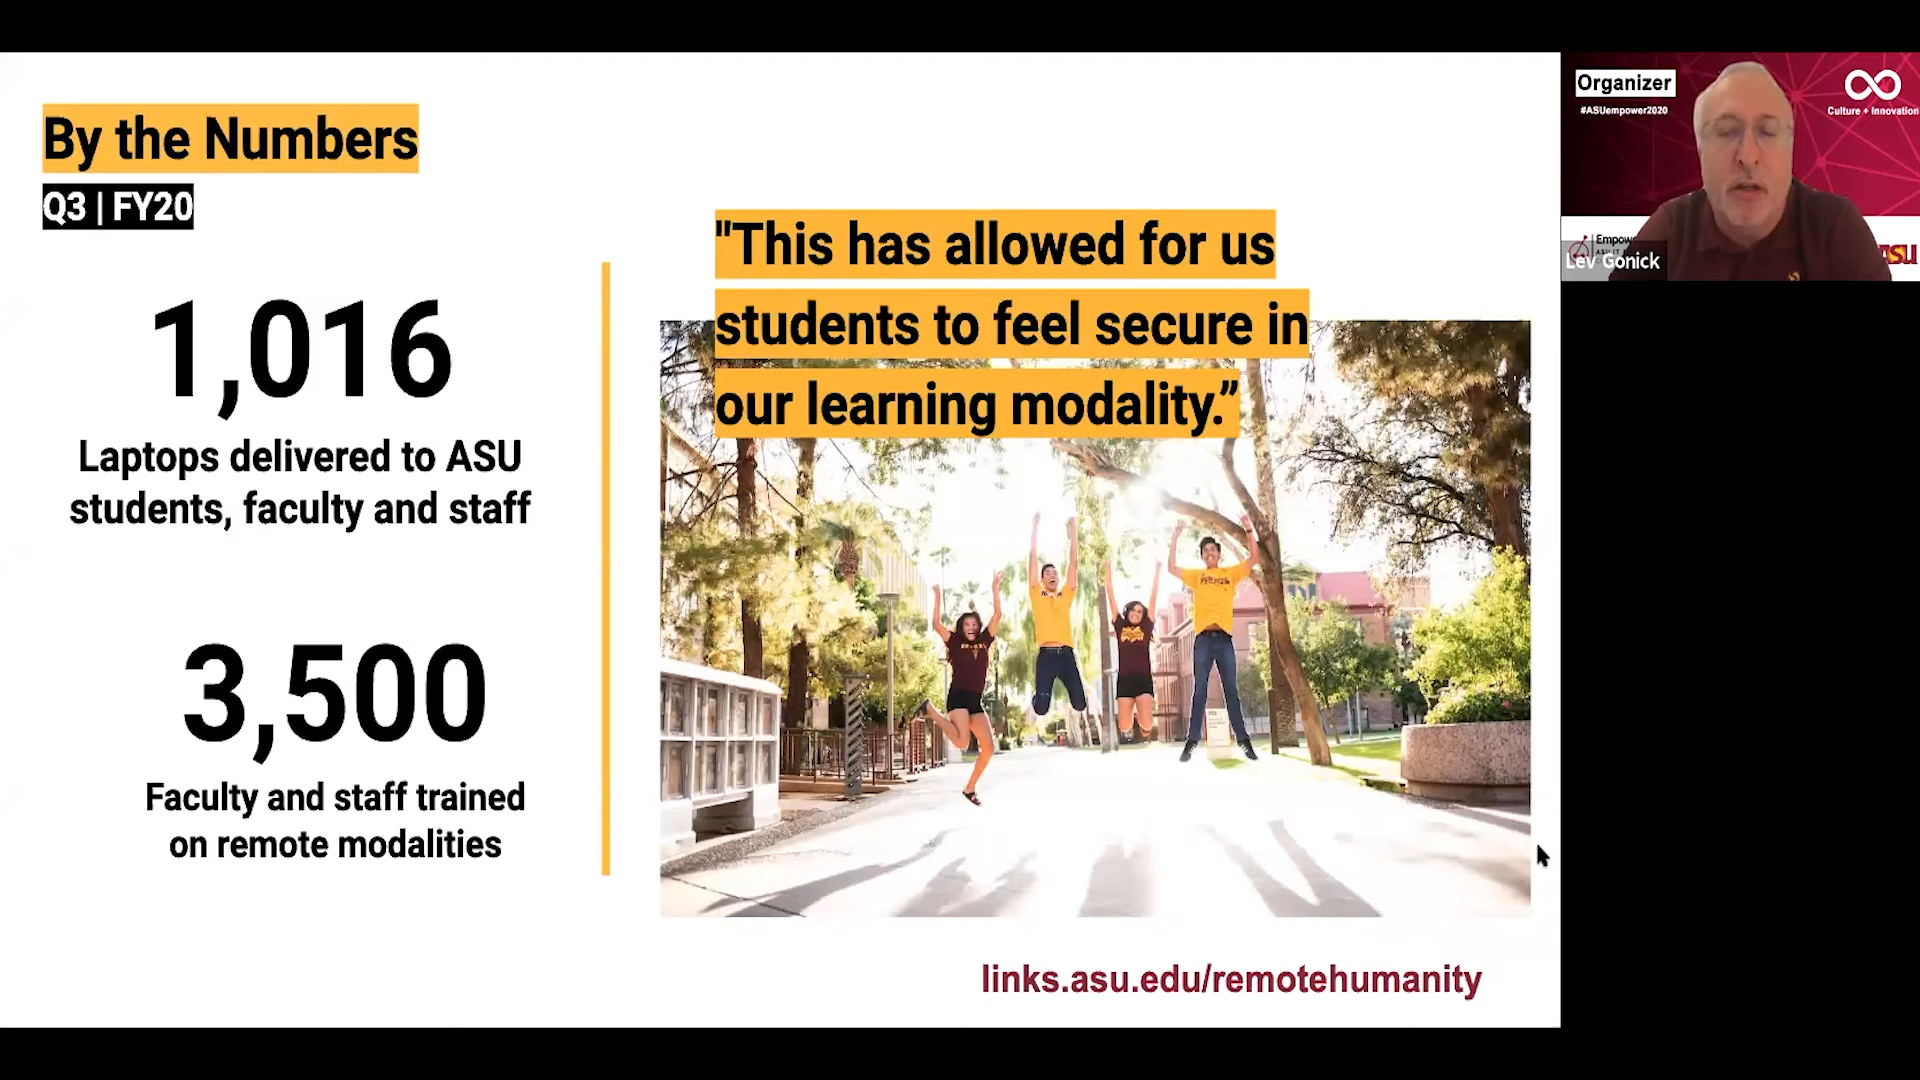 By the Numbers
Q3 | FY20
1,016
Laptops delivered to ASU
students, faculty and staff
3,500
Faculty and staff trained
on remote modalities
"This has allowed for us
students to feel secure in
our learning modality.”
links.asu.edu/remotehumanity
Organizer
#ASUempower2020
Culture + Innovation
Empow
Lev Gonick
ASU